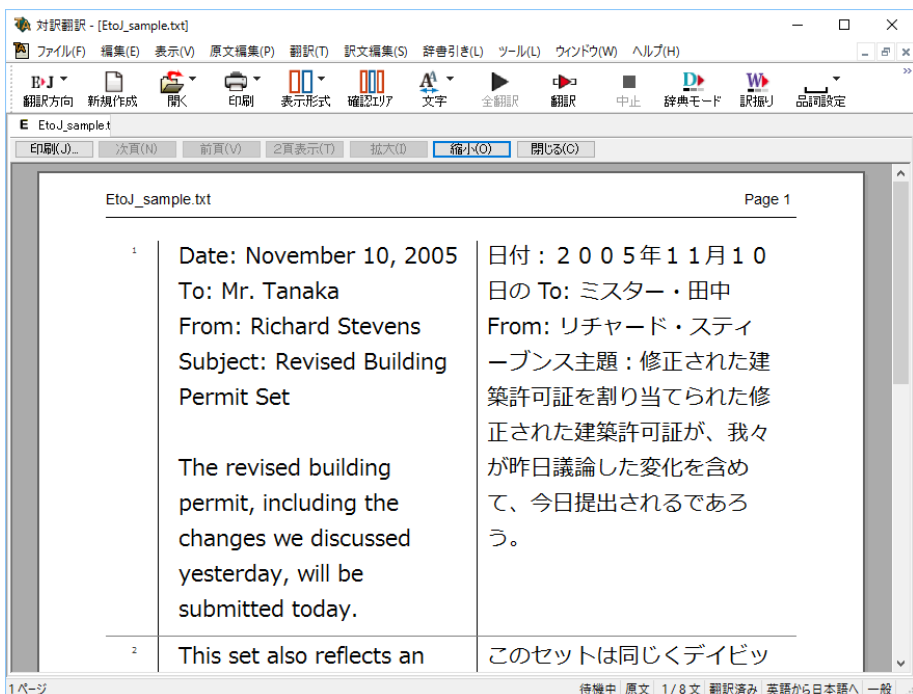 対訳翻訳 - [EtoJ_sample.txt]
ファイル(F) 編集(E) 表示(V) 原文編集(P) 翻訳(T) 訳文編集(S) 辞書引き(L) ツール(L) ウィンドウ(W) ヘルプ(H)
E▸J
翻訳方向 新規作成 開く 印刷 表示形式 確認エリア 文字 全翻訳 翻訳 中止 辞典モード 訳振り 品詞設定
E EtoJ_sample.t
印刷(J)... 次頁(N) 前頁(V) 2頁表示(T) 拡大(I) 縮小(O) 閉じる(C)
EtoJ_sample.txt Page 1
1
Date: November 10, 2005
To: Mr. Tanaka
From: Richard Stevens
Subject: Revised Building
Permit Set
The revised building
permit, including the
changes we discussed
yesterday, will be
submitted today.
日付：２００５年１１月１０
日の To: ミスター・田中
From: リチャード・スティ
ーブンス主題：修正された建
築許可証を割り当てられた修
正された建築許可証が、我々
が昨日議論した変化を含め
て、今日提出されるであろ
う。
2
This set also reflects an
このセットは同じくデイビッ
1ページ 待機中 原文 1/8文 翻訳済み 英語から日本語へ 一般